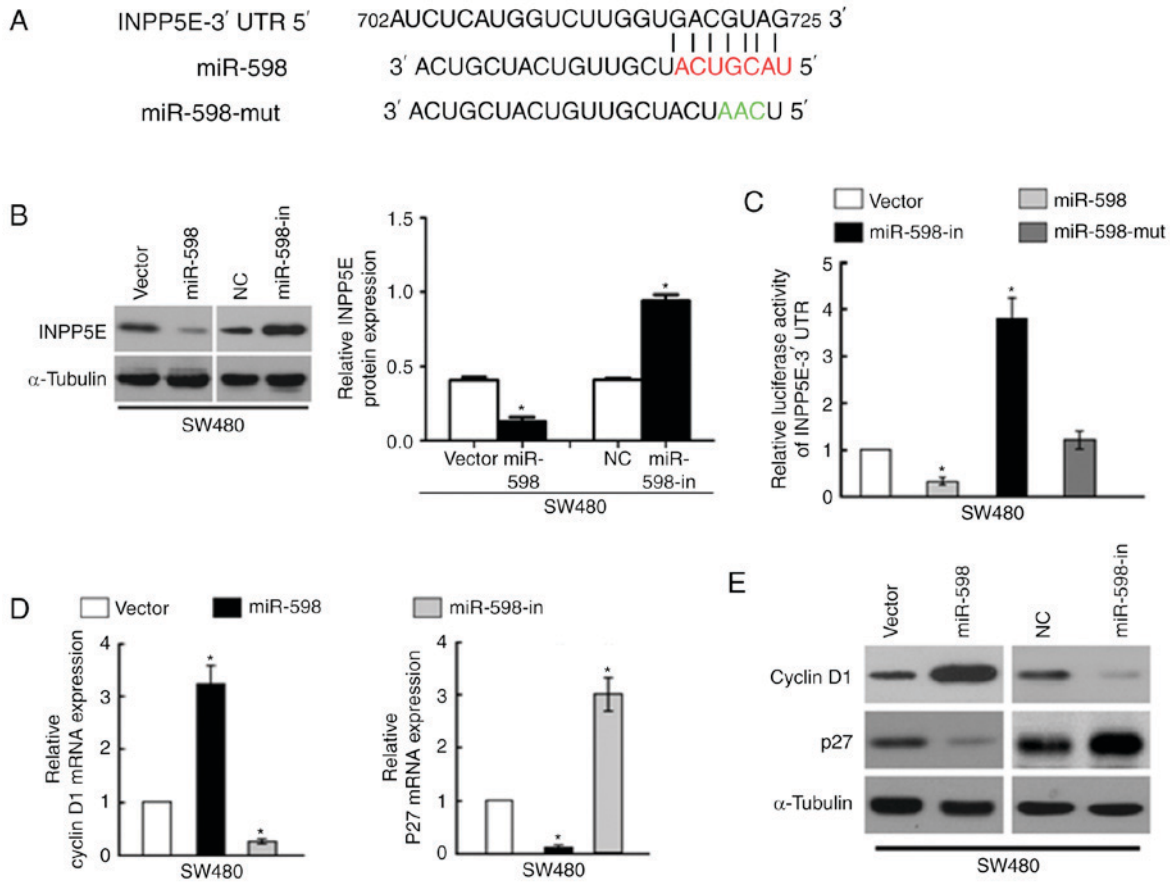 A
INPP5E-3′ UTR 5′ 702AUCUCAUGGUCUUGGUGACGUAG725 3′
miR-598 3′ ACUGCUACUGUUGCUACUGCAU 5′
miR-598-mut ACUGCUACUGUUGCUACUAACU 5′
B
Vector
miR-598
NC
miR-598-in
INPP5E
α-Tubulin
SW480
Relative INPP5E
protein expression
1.5
1.0
0.5
0.0
*
*
Vector miR-
598
NC miR-
598-in
SW480
C
Vector
miR-598
miR-598-in
miR-598-mut
Relative luciferase activity
of INPP5E-3′ UTR
5
4
3
2
1
0
*
*
SW480
D
Vector
miR-598
miR-598-in
Relative
cyclin D1 mRNA expression
4
3
2
1
0
*
*
SW480
Relative
P27 mRNA expression
4
3
2
1
0
*
*
SW480
E
Vector
miR-598
NC
miR-598-in
Cyclin D1
p27
α-Tubulin
SW480